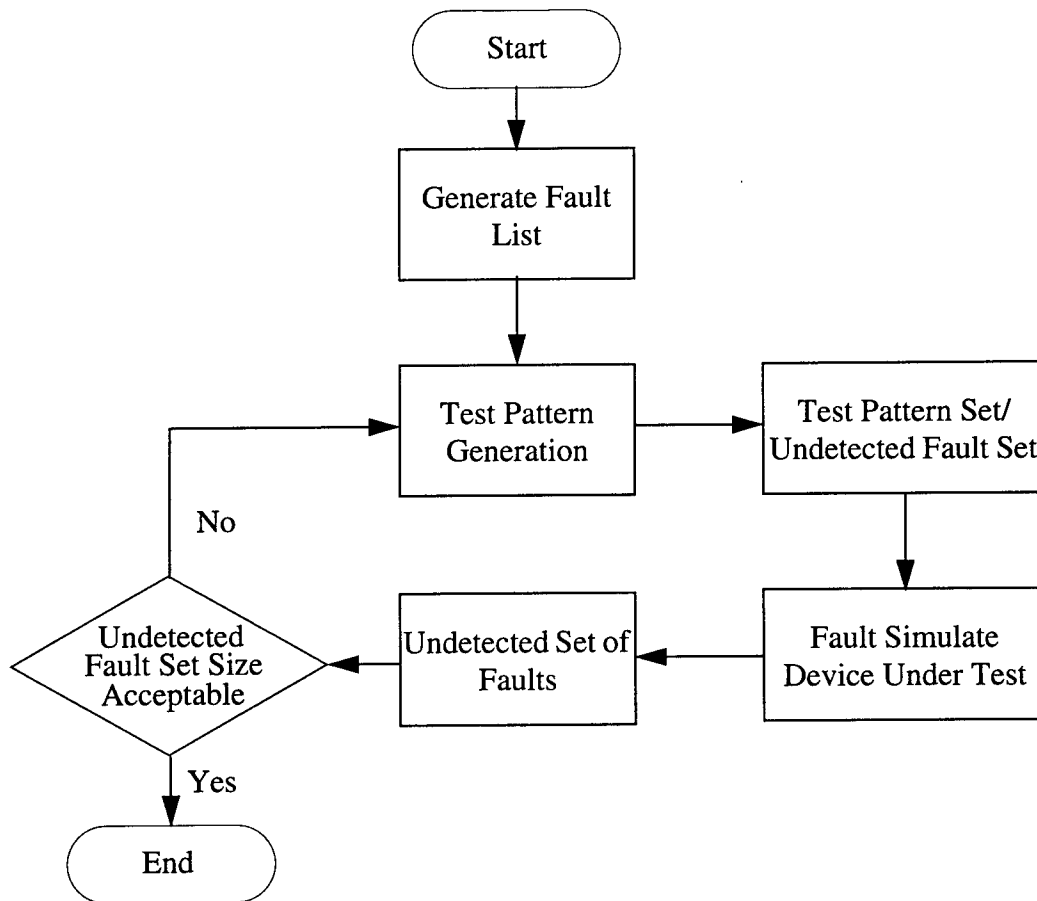 Start
Generate Fault
List
Test Pattern
Generation
Test Pattern Set/
Undetected Fault Set
No
Undetected
Fault Set Size
Acceptable
Undetected Set of
Faults
Fault Simulate
Device Under Test
Yes
End